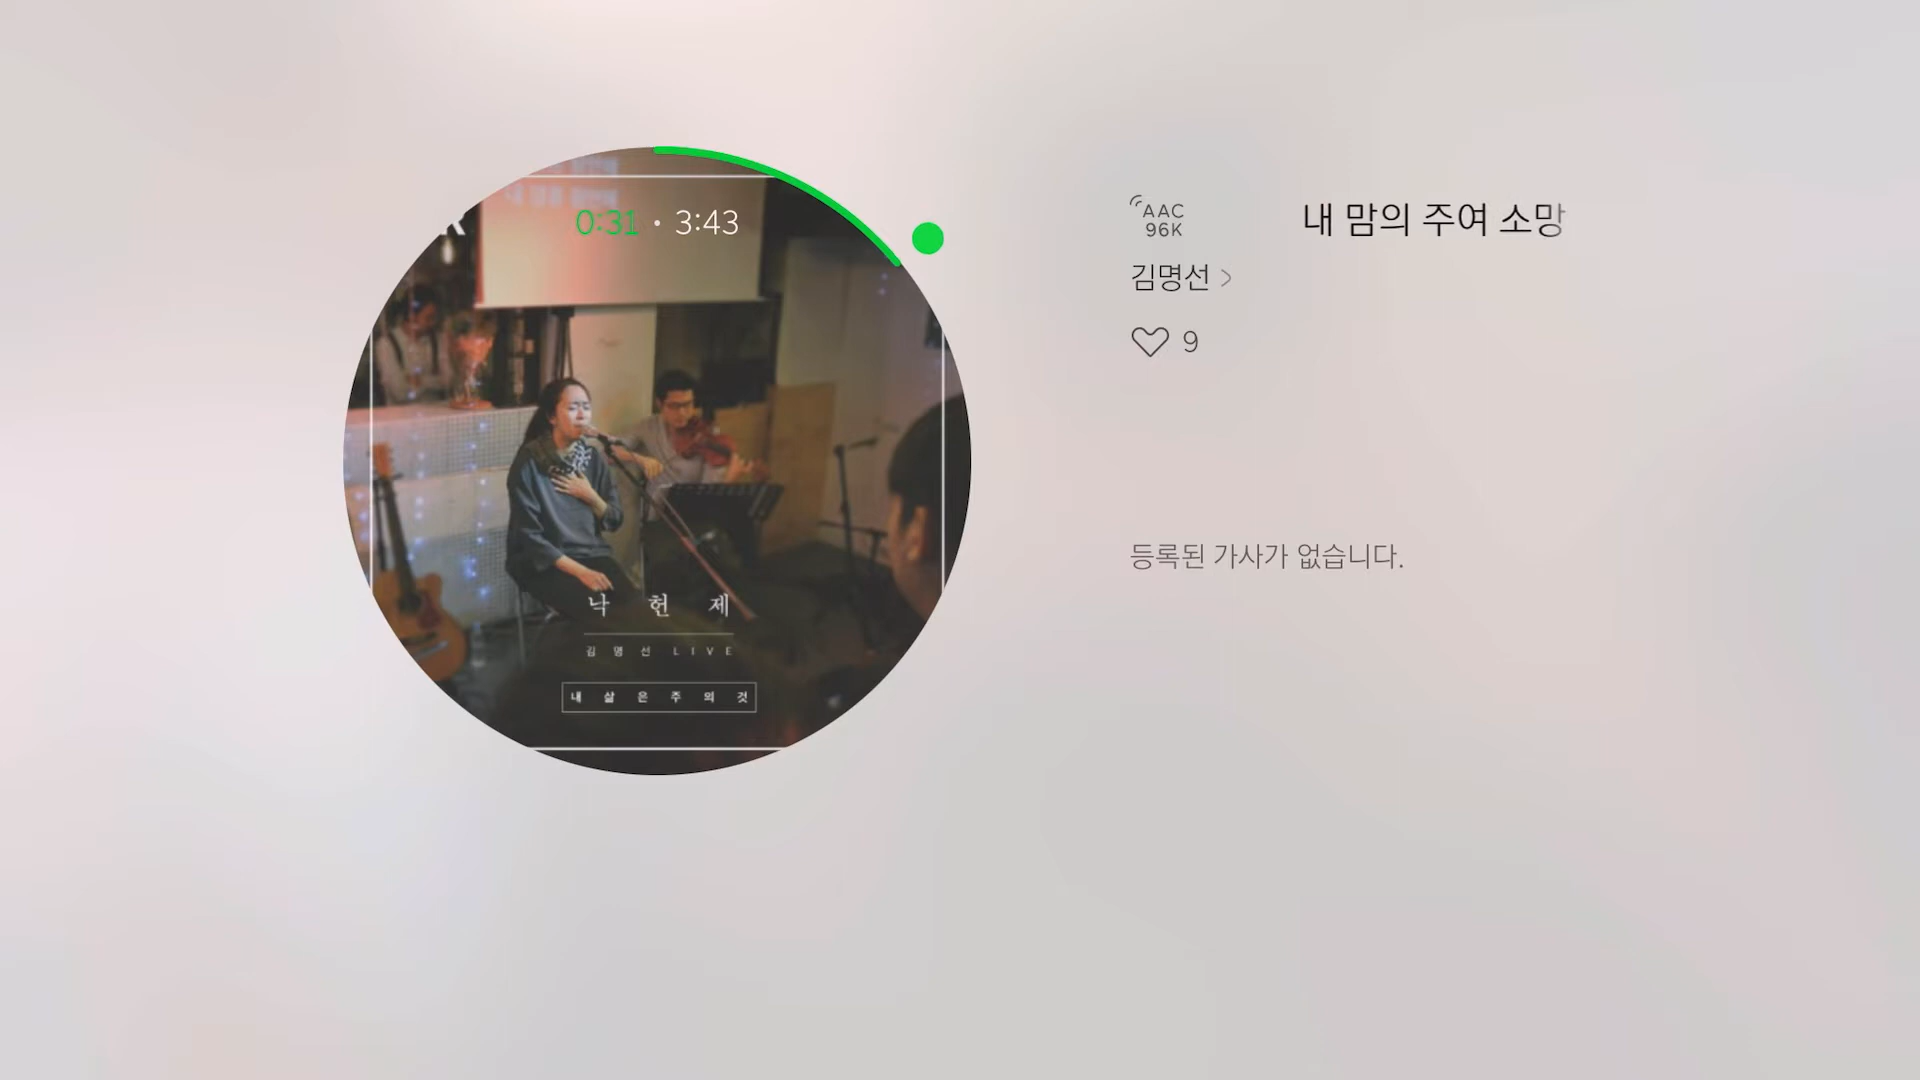 0:31 • 3:43
낙 헌 제
김 명 선 L I V E
내 삶 은 주 의 것
AAC
96K
내 맘의 주여 소망
김명선 >
9
등록된 가사가 없습니다.